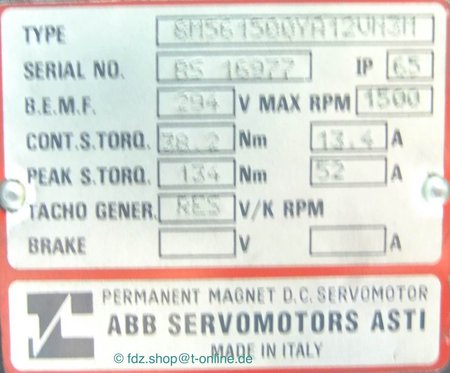 TYPE 8M561500YA12VM3M
SERIAL NO. BS 16977 IP 65
B.E.M.F. 294 V MAX RPM 1500
CONT.S.TORQ. 38.2 Nm 13.4 A
PEAK S.TORQ. 134 Nm 52 A
TACHO GENER. RES V/K RPM
BRAKE V A
PERMANENT MAGNET D.C. SERVOMOTOR
ABB SERVOMOTORS ASTI
MADE IN ITALY
© fdz.shop@t-online.de